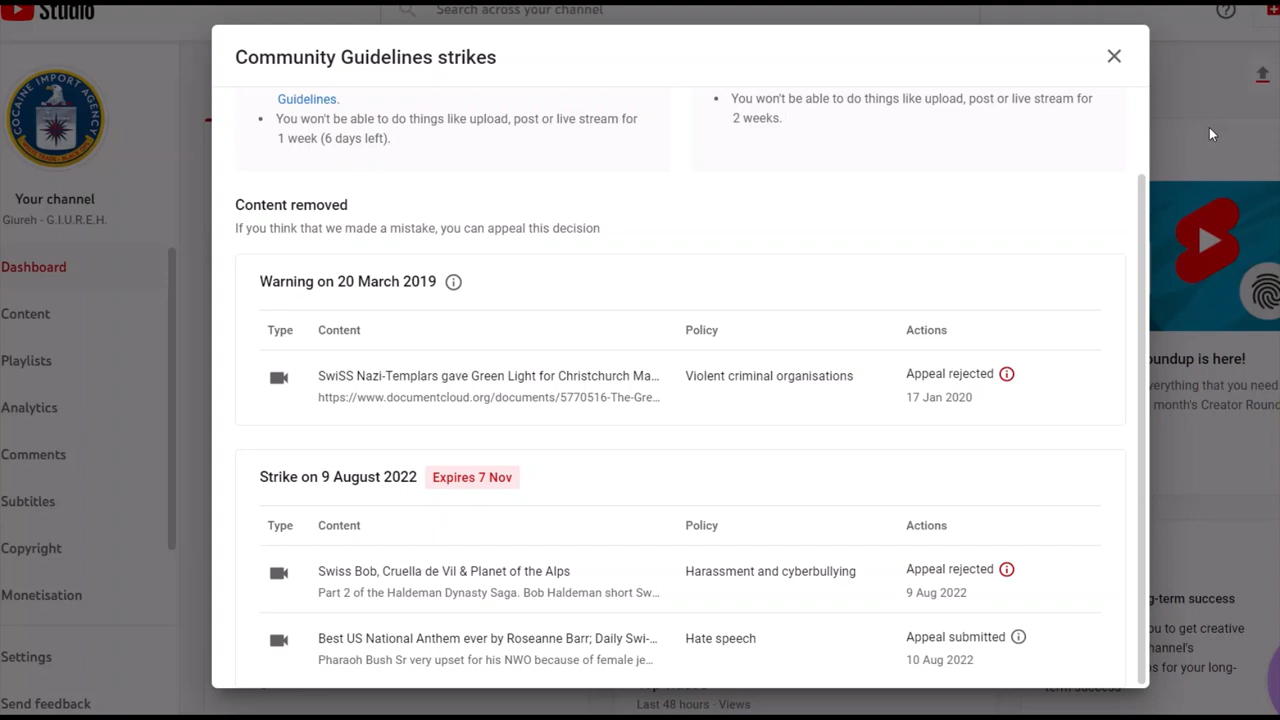 Studio
Search across your channel
COCAINE IMPORT AGENCY
Your channel
Giureh - G.I.U.R.E.H.
Dashboard
Content
Playlists
Analytics
Comments
Subtitles
Copyright
Monetisation
Settings
Send feedback
Community Guidelines strikes
Guidelines.
• You won't be able to do things like upload, post or live stream for
1 week (6 days left).
• You won't be able to do things like upload, post or live stream for
2 weeks.
Content removed
If you think that we made a mistake, you can appeal this decision
Warning on 20 March 2019
Type Content Policy Actions
SwiSS Nazi-Templars gave Green Light for Christchurch Ma... Violent criminal organisations Appeal rejected
https://www.documentcloud.org/documents/5770516-The-Gre... 17 Jan 2020
Strike on 9 August 2022 Expires 7 Nov
Type Content Policy Actions
Swiss Bob, Cruella de Vil & Planet of the Alps Harassment and cyberbullying Appeal rejected
Part 2 of the Haldeman Dynasty Saga. Bob Haldeman short Sw... 9 Aug 2022
Best US National Anthem ever by Roseanne Barr; Daily Swi-... Hate speech Appeal submitted
Pharaoh Bush Sr very upset for his NWO because of female je... 10 Aug 2022
oundup is here!
verything that you need
month's Creator Roun
g-term success
ou to get creative
hannel's
s for your long-
term success
Last 48 hours · Views